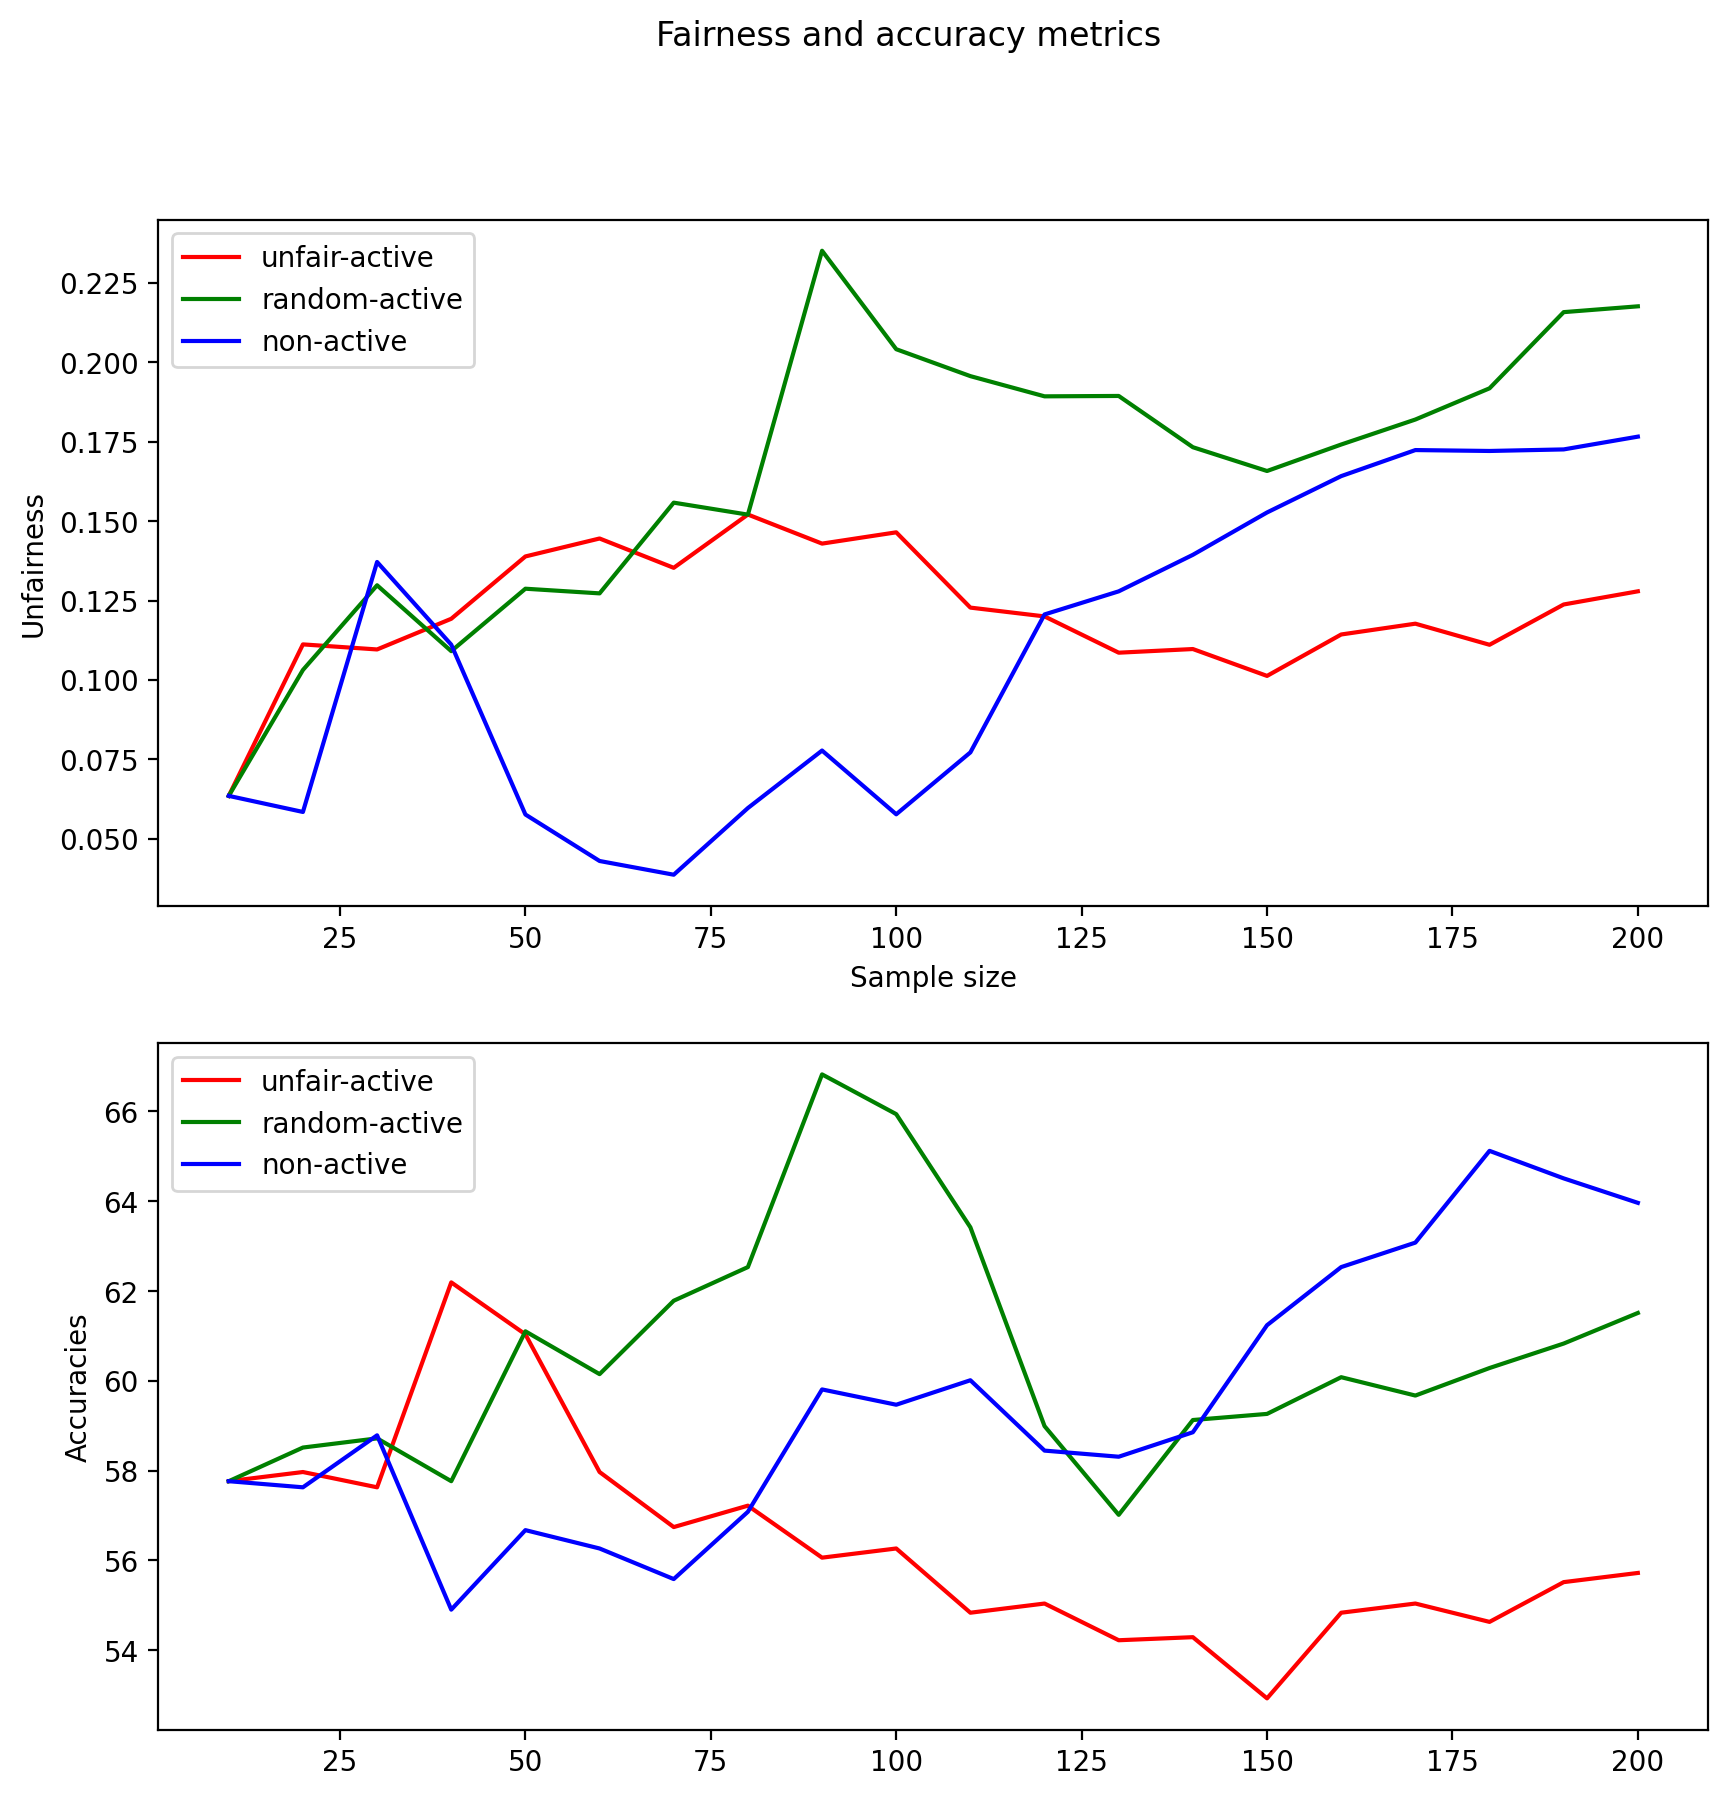 Fairness and accuracy metrics
unfair-active
random-active
non-active
0.225
0.200
0.175
0.150
0.125
0.100
0.075
0.050
Unfairness
25 50 75 100 125 150 175 200
Sample size
unfair-active
random-active
non-active
66
64
62
60
58
56
54
Accuracies
25 50 75 100 125 150 175 200